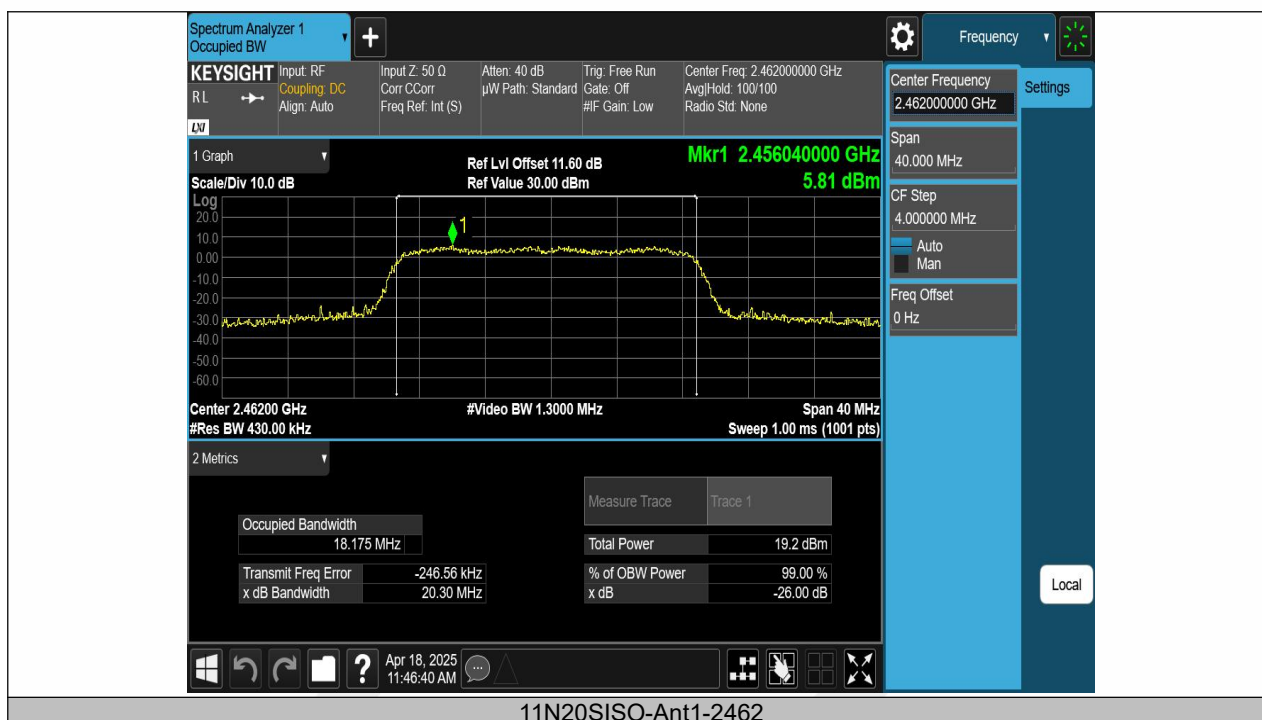 Spectrum Analyzer 1
Occupied BW
+
Frequency
KEYSIGHT
R L
LXI
Input: RF
Coupling: DC
Align: Auto
Input Z: 50 Ω
Corr CCorr
Freq Ref: Int (S)
Atten: 40 dB
µW Path: Standard
Trig: Free Run
Gate: Off
#IF Gain: Low
Center Freq: 2.462000000 GHz
Avg|Hold: 100/100
Radio Std: None
Center Frequency
2.462000000 GHz
Settings
Span
40.000 MHz
CF Step
4.000000 MHz
Auto
Man
Freq Offset
0 Hz
Local
1 Graph
Scale/Div 10.0 dB
Ref Lvl Offset 11.60 dB
Ref Value 30.00 dBm
Mkr1 2.456040000 GHz
5.81 dBm
Log
20.0
10.0
0.00
-10.0
-20.0
-30.0
-40.0
-50.0
-60.0
1
Center 2.46200 GHz
#Res BW 430.00 kHz
#Video BW 1.3000 MHz
Span 40 MHz
Sweep 1.00 ms (1001 pts)
2 Metrics
Measure Trace Trace 1
Occupied Bandwidth
18.175 MHz
Total Power 19.2 dBm
Transmit Freq Error -246.56 kHz
x dB Bandwidth 20.30 MHz
% of OBW Power 99.00 %
x dB -26.00 dB
?
Apr 18, 2025
11:46:40 AM
11N20SISO-Ant1-2462